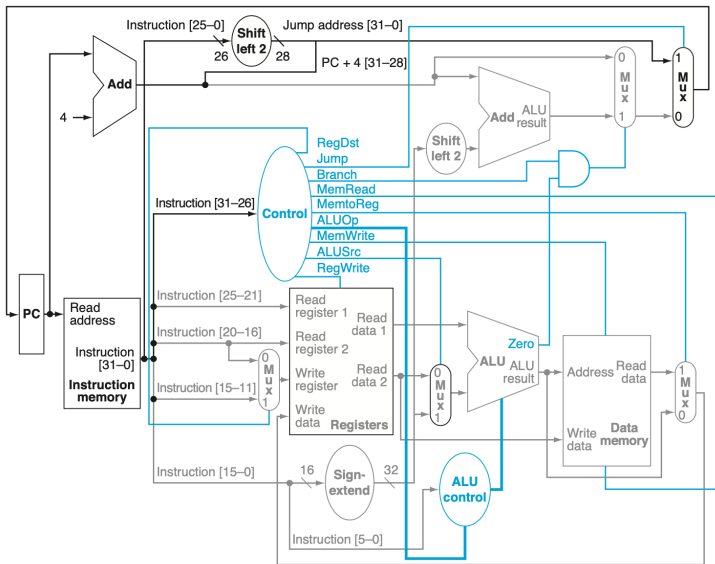 Instruction [25–0]
Jump address [31–0]
Shift
left 2
26
28
PC + 4 [31–28]
Add
4
0
M
u
x
1
1
M
u
x
0
Add
ALU
result
Shift
left 2
RegDst
Jump
Branch
MemRead
MemtoReg
ALUOp
MemWrite
ALUSrc
RegWrite
Instruction [31–26]
Control
PC
Read
address
Instruction
[31–0]
Instruction
memory
Instruction [25–21]
Instruction [20–16]
Instruction [15–11]
0
M
u
x
1
Read
register 1
Read
register 2
Write
register
Write
data
Read
data 1
Read
data 2
Registers
0
M
u
x
1
Zero
ALU
ALU
result
Address
Read
data
Write
data
Data
memory
1
M
u
x
0
Instruction [15–0]
16
Sign-
extend
32
ALU
control
Instruction [5–0]